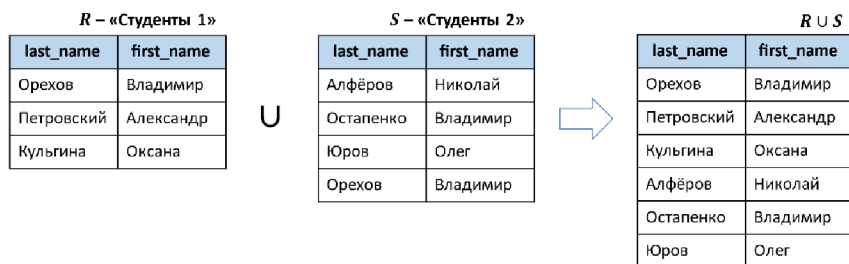 R – «Студенты 1»
last_name first_name
Орехов Владимир
Петровский Александр
Кульгина Оксана
∪
S – «Студенты 2»
last_name first_name
Алфёров Николай
Остапенко Владимир
Юров Олег
Орехов Владимир
R ∪ S
last_name first_name
Орехов Владимир
Петровский Александр
Кульгина Оксана
Алфёров Николай
Остапенко Владимир
Юров Олег